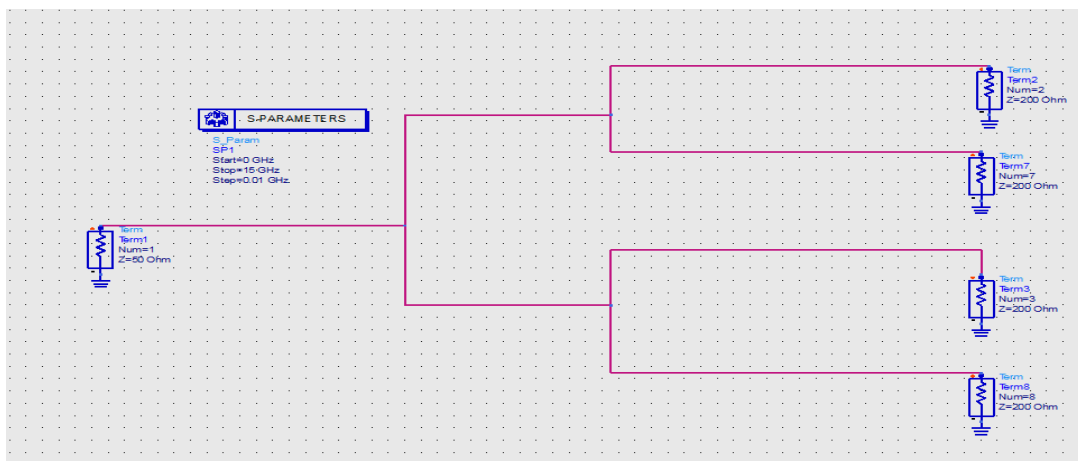 S-PARAMETERS
S_Param
SP1
Start=0 GHz
Stop=15 GHz
Step=0.01 GHz
Term
Term1
Num=1
Z=50 Ohm
Term
Term2
Num=2
Z=200 Ohm
Term
Term7
Num=7
Z=200 Ohm
Term
Term3
Num=3
Z=200 Ohm
Term
Term8
Num=8
Z=200 Ohm